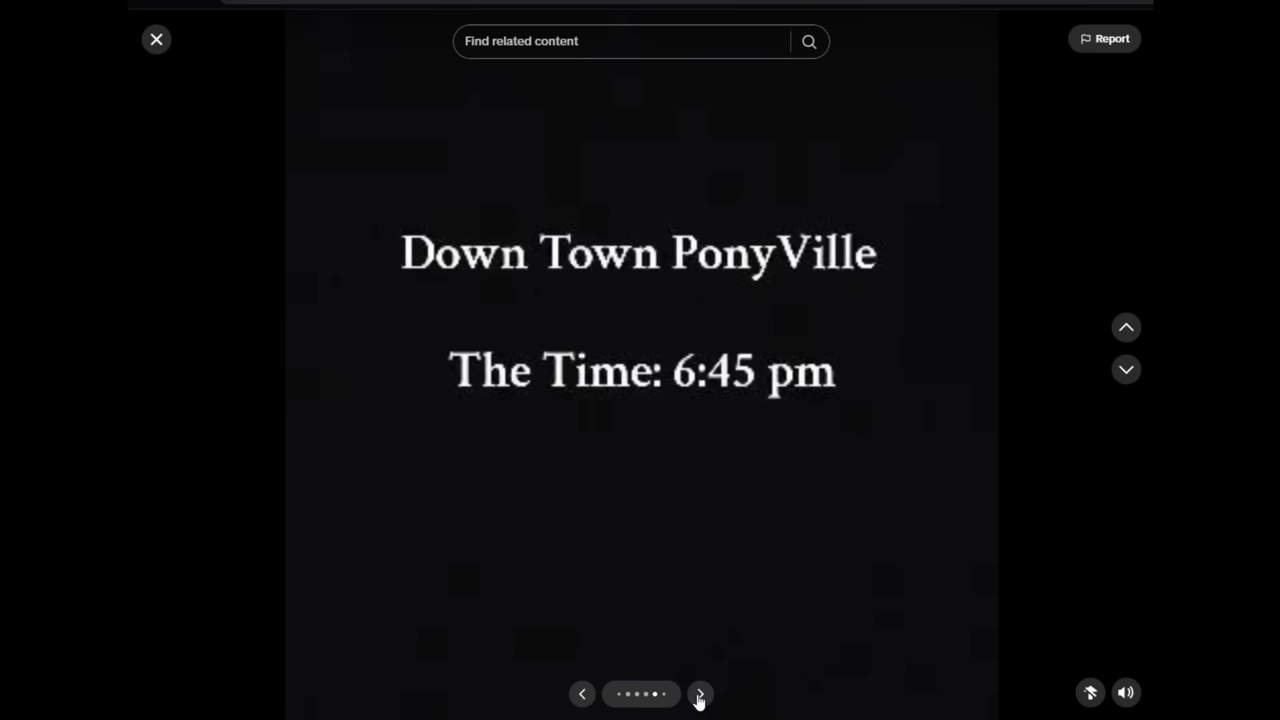 Find related content
Report
Down Town PonyVille
The Time: 6:45 pm